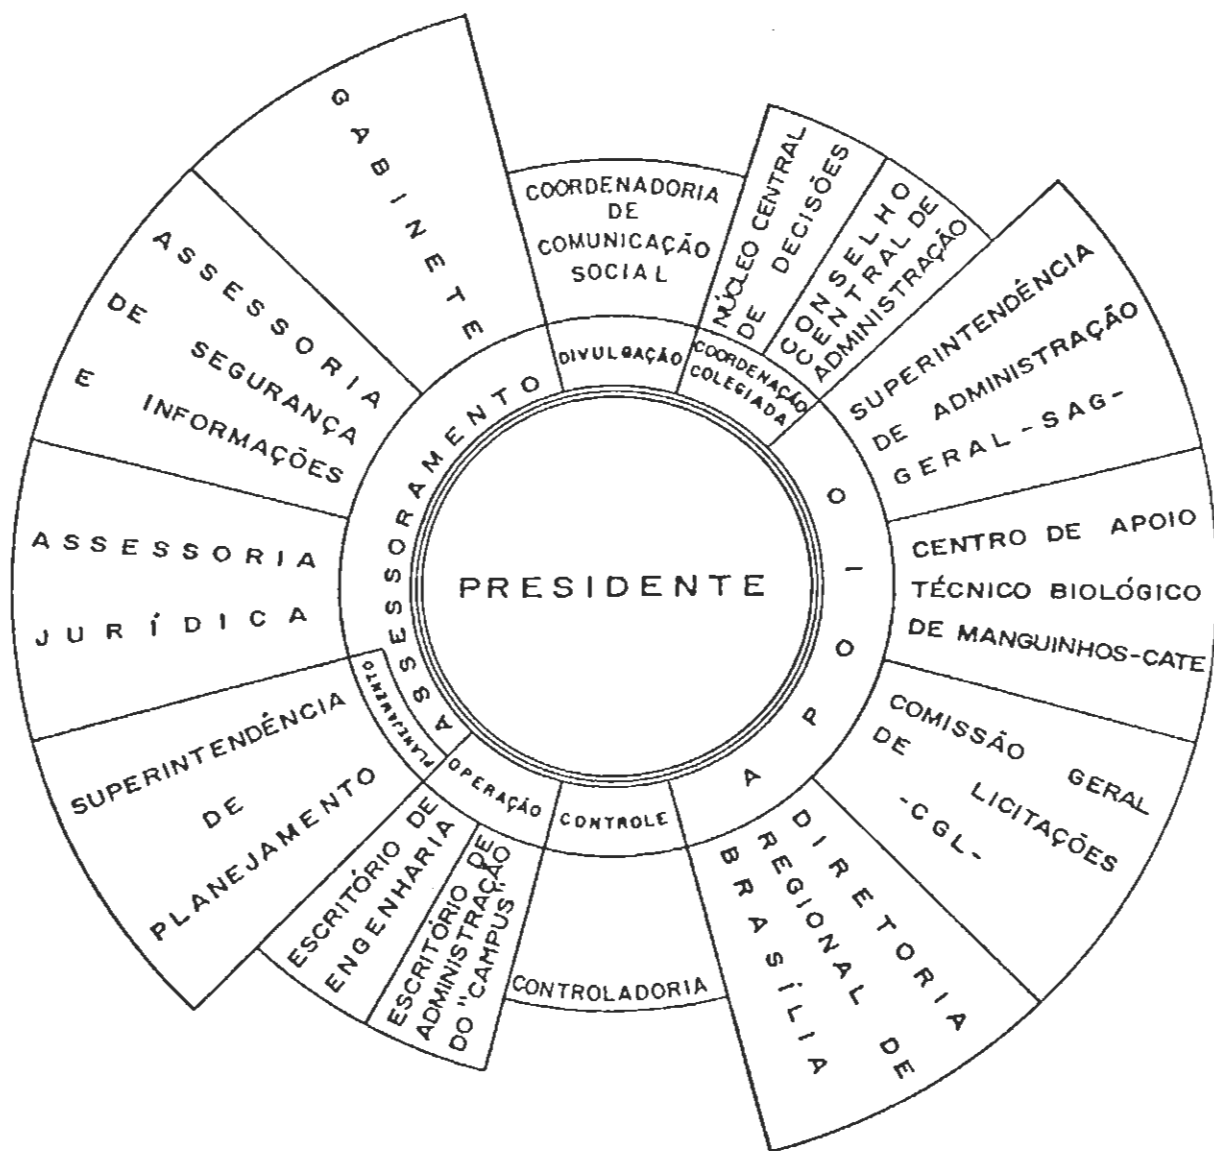 PRESIDENTE
ASSESSORAMENTO
DIVULGAÇÃO
COORDENAÇÃO
COLEGIADA
APOIO
CONTROLE
OPERAÇÃO
PLANEJAMENTO
GABINETE
COORDENADORIA
DE
COMUNICAÇÃO
SOCIAL
NÚCLEO CENTRAL
DE DECISÕES
CONSELHO
CENTRAL DE
ADMINISTRAÇÃO
SUPERINTENDÊNCIA
DE ADMINISTRAÇÃO
GERAL-SAG-
CENTRO DE APOIO
TÉCNICO BIOLÓGICO
DE MANGUINHOS-CATE
COMISSÃO GERAL
DE LICITAÇÕES
-CGL-
DIRETORIA
REGIONAL DE
BRASÍLIA
CONTROLADORIA
ESCRITÓRIO DE
ADMINISTRAÇÃO
DO "CAMPUS"
ESCRITÓRIO DE
ENGENHARIA
SUPERINTENDÊNCIA
DE
PLANEJAMENTO
ASSESSORIA
JURÍDICA
ASSESSORIA
DE SEGURANÇA
E INFORMAÇÕES